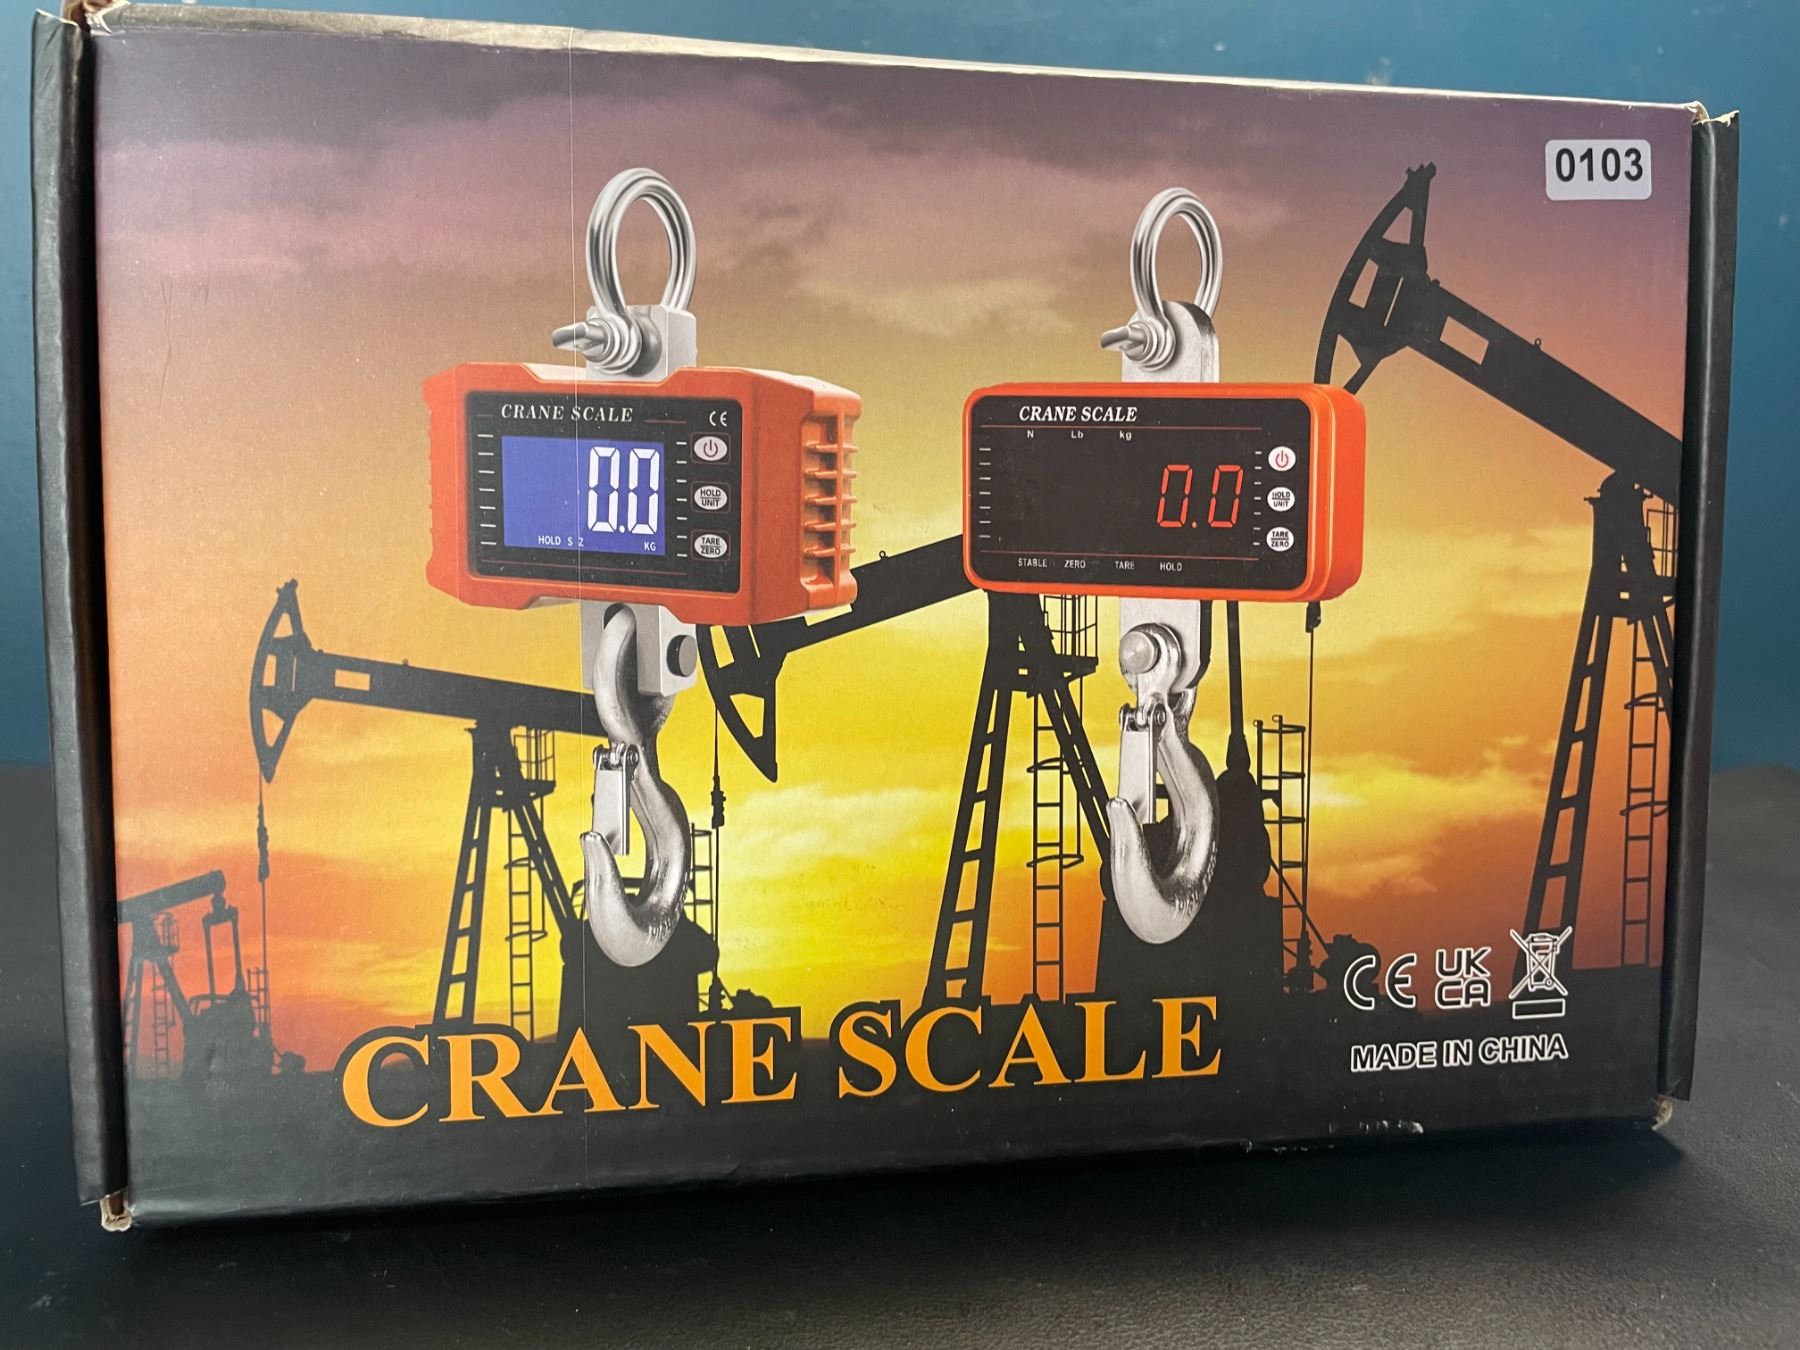 0103
CRANE SCALE
CE
0.0
HOLD S Z KG
HOLD
UNIT
TARE
ZERO
CRANE SCALE
N Lb kg
0.0
HOLD
UNIT
TARE
ZERO
STABLE ZERO TARE HOLD
CRANE SCALE
CE UK
CA
MADE IN CHINA